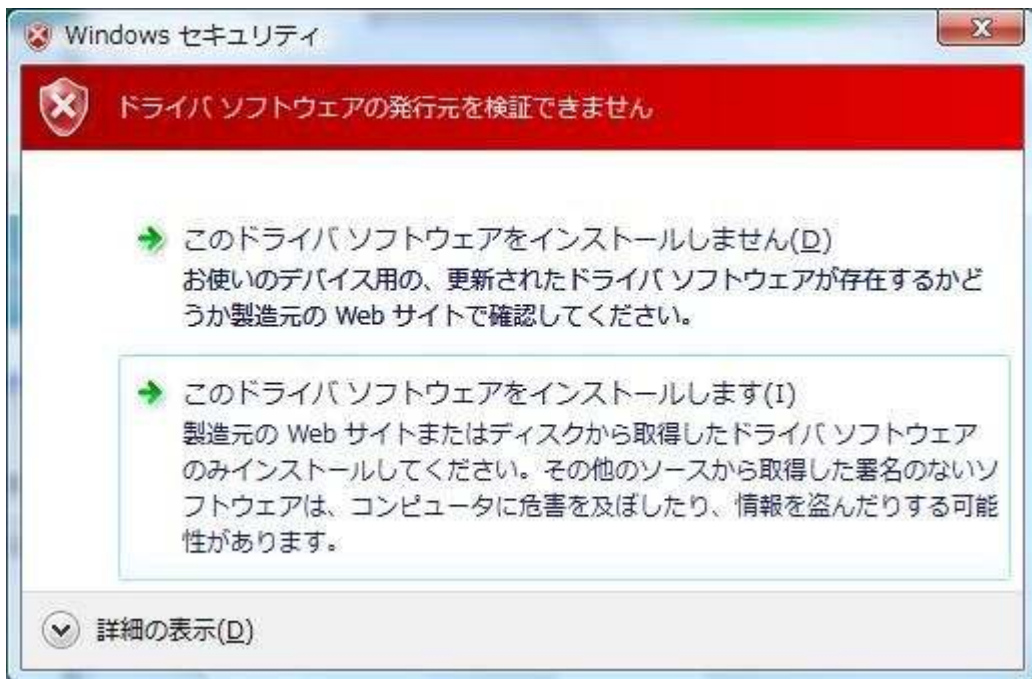 Windows セキュリティ
ドライバ ソフトウェアの発行元を検証できません
このドライバ ソフトウェアをインストールしません(D)
お使いのデバイス用の、更新されたドライバ ソフトウェアが存在するかど
うか製造元の Web サイトで確認してください。
このドライバ ソフトウェアをインストールします(I)
製造元の Web サイトまたはディスクから取得したドライバ ソフトウェア
のみインストールしてください。その他のソースから取得した署名のないソ
フトウェアは、コンピュータに危害を及ぼしたり、情報を盗んだりする可能
性があります。
詳細の表示(D)